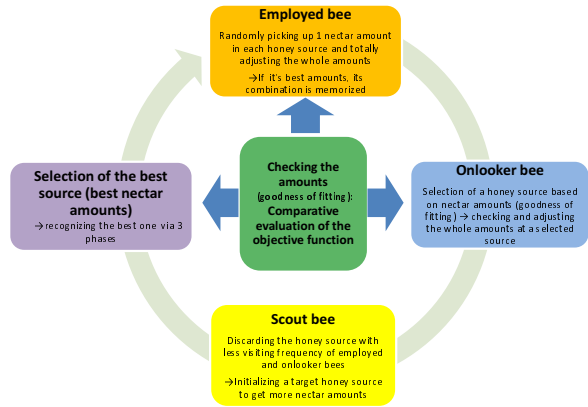 Employed bee
Randomly picking up 1 nectar amount
in each honey source and totally
adjusting the whole amounts
→If it's best amounts, its
combination is memorized
Selection of the best
source (best nectar
amounts)
→recognizing the best one via 3
phases
Checking the
amounts
(goodness of fitting):
Comparative
evaluation of the
objective function
Onlooker bee
Selection of a honey source based
on nectar amounts (goodness of
fitting) → checking and adjusting
the whole amounts at a selected
source
Scout bee
Discarding the honey source with
less visiting frequency of employed
and onlooker bees
→Initializing a target honey source
to get more nectar amounts